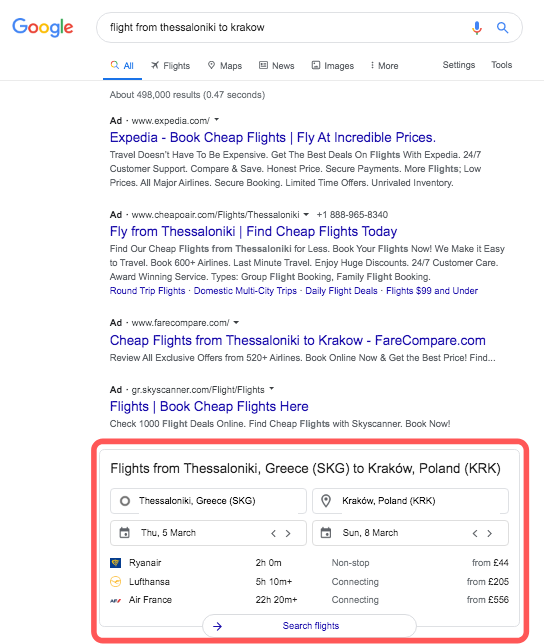 Google
flight from thessaloniki to krakow
All Flights Maps News Images More Settings Tools
About 498,000 results (0.47 seconds)
Ad · www.expedia.com/
Expedia - Book Cheap Flights | Fly At Incredible Prices.
Travel Doesn't Have To Be Expensive. Get The Best Deals On Flights With Expedia. 24/7
Customer Support. Compare & Save. Honest Price. Secure Payments. More Flights; Low
Prices. All Major Airlines. Secure Booking. Limited Time Offers. Unrivaled Inventory.
Ad · www.cheapoair.com/Flights/Thessaloniki +1 888-965-8340
Fly from Thessaloniki | Find Cheap Flights Today
Find Our Cheap Flights from Thessaloniki for Less. Book Your Flights Now! We Make it Easy
to Travel. Book 600+ Airlines. Last Minute Travel. Enjoy Huge Discounts. 24/7 Customer Care.
Award Winning Service. Types: Group Flight Booking, Family Flight Booking.
Round Trip Flights · Domestic Multi-City Trips · Daily Flight Deals · Flights $99 and Under
Ad · www.farecompare.com/
Cheap Flights from Thessaloniki to Krakow - FareCompare.com
Review All Exclusive Offers from 520+ Airlines. Book Online Now & Get the Best Price! Find...
Ad · gr.skyscanner.com/Flight/Flights
Flights | Book Cheap Flights Here
Check 1000 Flight Deals Online. Find Cheap Flights with Skyscanner. Book Now!
Flights from Thessaloniki, Greece (SKG) to Kraków, Poland (KRK)
Thessaloniki, Greece (SKG) Kraków, Poland (KRK)
Thu, 5 March Sun, 8 March
Ryanair 2h 0m Non-stop from £44
Lufthansa 5h 10m+ Connecting from £205
Air France 22h 20m+ Connecting from £556
Search flights